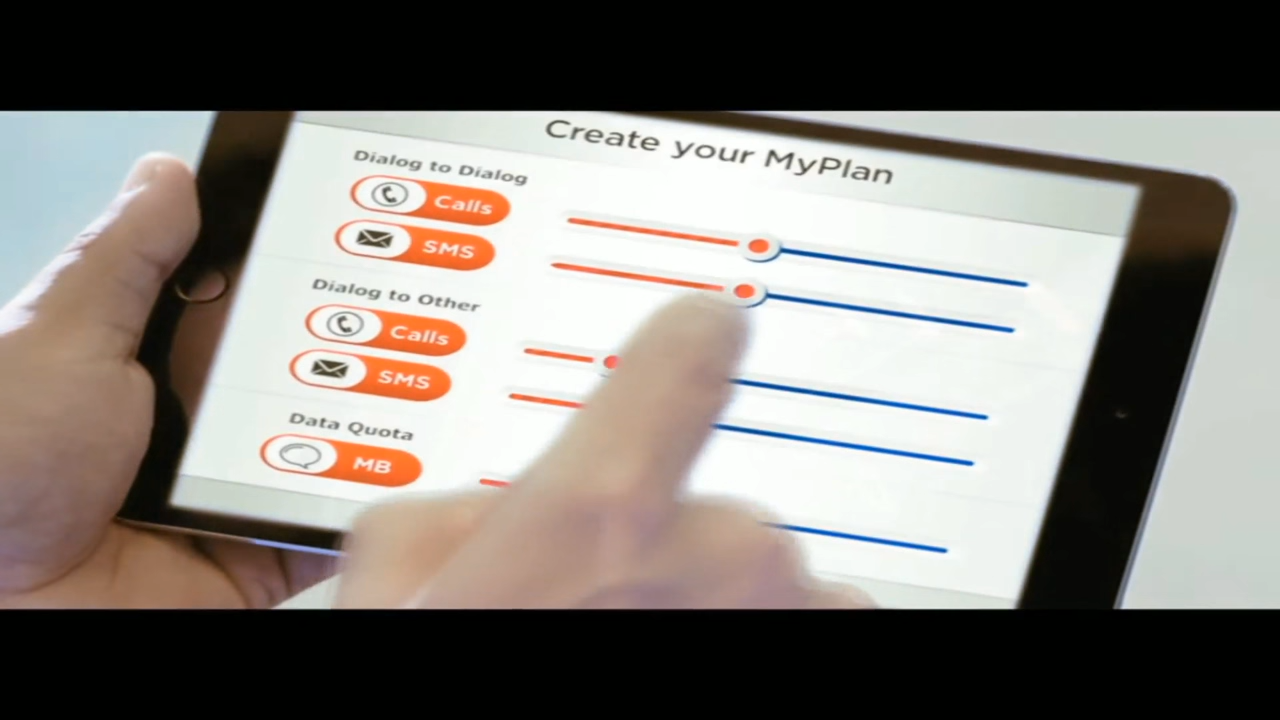 Create your MyPlan
Dialog to Dialog
Calls
SMS
Dialog to Other
Calls
SMS
Data Quota
MB